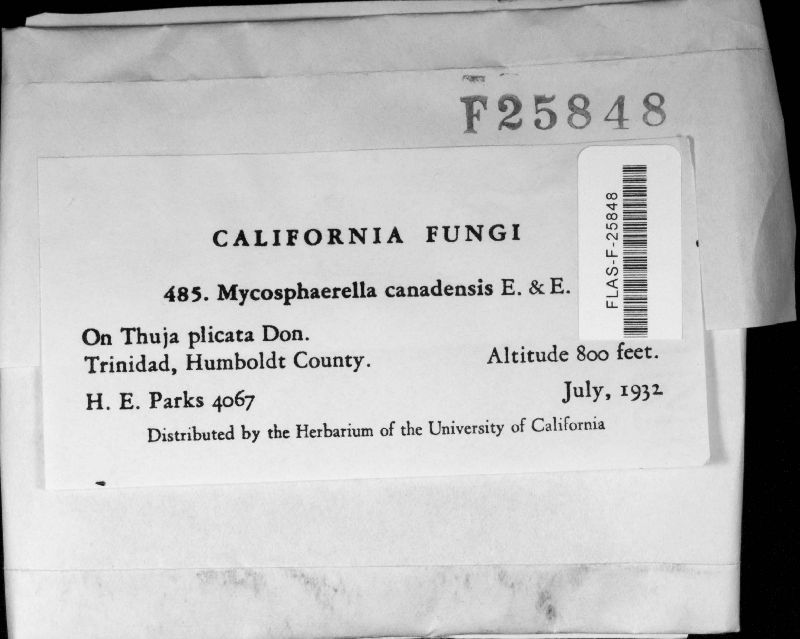 F25848
FLAS-F-25848
CALIFORNIA FUNGI
485. Mycosphaerella canadensis E. & E.
On Thuja plicata Don.
Trinidad, Humboldt County. Altitude 800 feet.
H. E. Parks 4067 July, 1932
Distributed by the Herbarium of the University of California